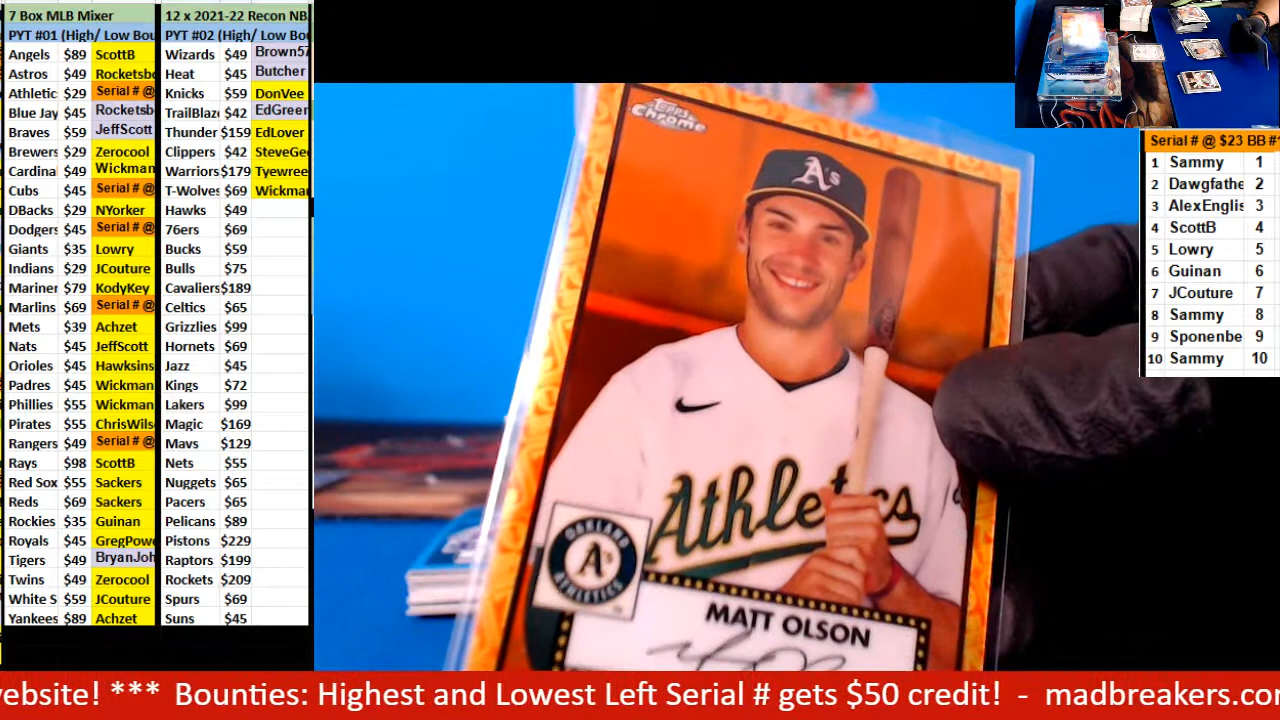 7 Box MLB Mixer
PYT #01 (High/ Low Bou
Angels $89 ScottB
Astros $49 Rocketsbo
Athletic $29 Serial # @
Blue Jay $45 Rocketsb
Braves $59 JeffScott
Brewers $29 Zerocool
Cardina $49 Wickman
Cubs $45 Serial # @
DBacks $29 NYorker
Dodgers $45 Serial # @
Giants $35 Lowry
Indians $29 JCouture
Mariner $79 KodyKey
Marlins $69 Serial # @
Mets $39 Achzet
Nats $45 JeffScott
Orioles $45 Hawksins
Padres $45 Wickman
Phillies $55 Wickman
Pirates $55 ChrisWils
Rangers $49 Serial # @
Rays $98 ScottB
Red Sox $55 Sackers
Reds $69 Sackers
Rockies $35 Guinan
Royals $45 GregPow
Tigers $49 BryanJoh
Twins $49 Zerocool
White S $59 JCouture
Yankees $89 Achzet
12 x 2021-22 Recon NB
PYT #02 (High/ Low Bou
Wizards $49 Brown57
Heat $45 Butcher
Knicks $59 DonVee
TrailBlaz $42 EdGreen
Thunder $159 EdLover
Clippers $42 SteveGe
Warriors $179 Tyewree
T-Wolves $69 Wickman
Hawks $49
76ers $69
Bucks $59
Bulls $75
Cavaliers $189
Celtics $65
Grizzlies $99
Hornets $69
Jazz $45
Kings $72
Lakers $99
Magic $169
Mavs $129
Nets $55
Nuggets $65
Pacers $65
Pelicans $89
Pistons $229
Raptors $199
Rockets $209
Spurs $69
Suns $45
Topps
Chrome
A's
Athletics
OAKLAND
A's
ATHLETICS
MATT OLSON
Serial # @ $23 BB #
1 Sammy 1
2 Dawgfathe 2
3 AlexEnglis 3
4 ScottB 4
5 Lowry 5
6 Guinan 6
7 JCouture 7
8 Sammy 8
9 Sponenbe 9
10 Sammy 10
website! *** Bounties: Highest and Lowest Left Serial # gets $50 credit! - madbreakers.co